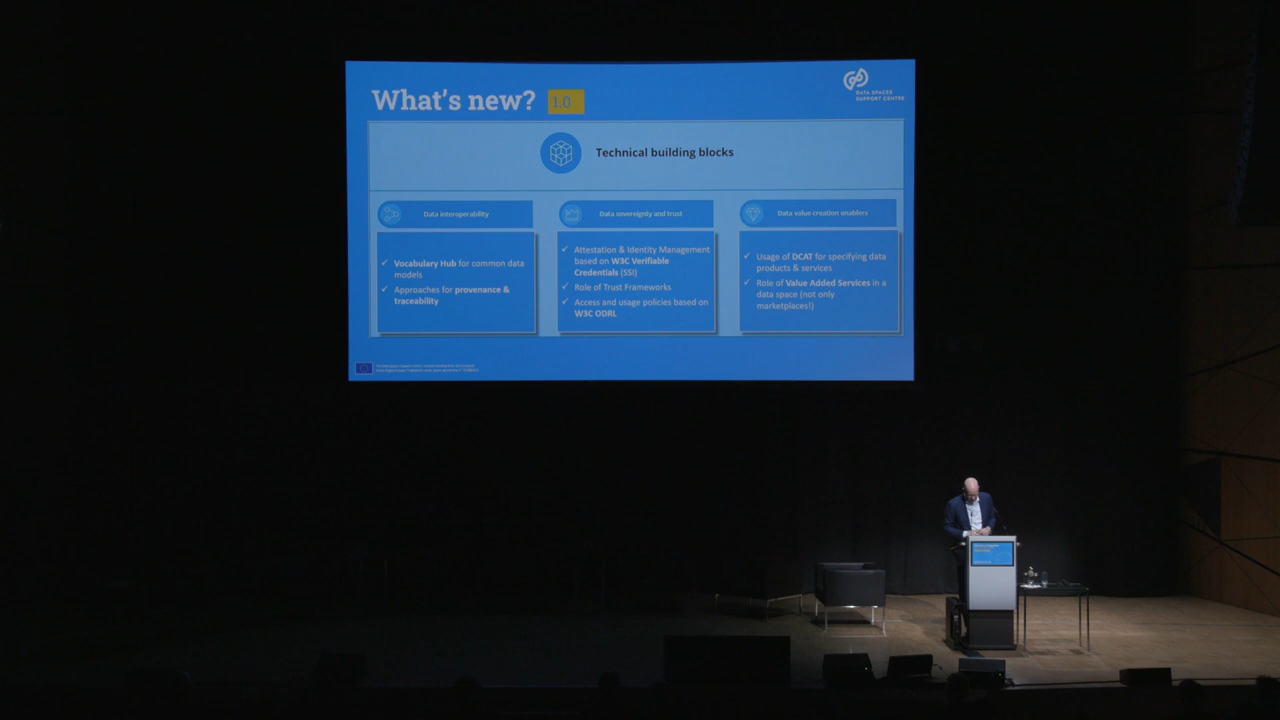 What's new?
1.0
DATA SPACES
SUPPORT CENTRE
Technical building blocks
Data interoperability
✓ Vocabulary Hub for common data
models
✓ Approaches for provenance &
traceability
Data sovereignty and trust
✓ Attestation & Identity Management
based on W3C Verifiable
Credentials (SSI)
✓ Role of Trust Frameworks
✓ Access and usage policies based on
W3C ODRL
Data value creation enablers
✓ Usage of DCAT for specifying data
products & services
✓ Role of Value Added Services in a
data space (not only
marketplaces!)